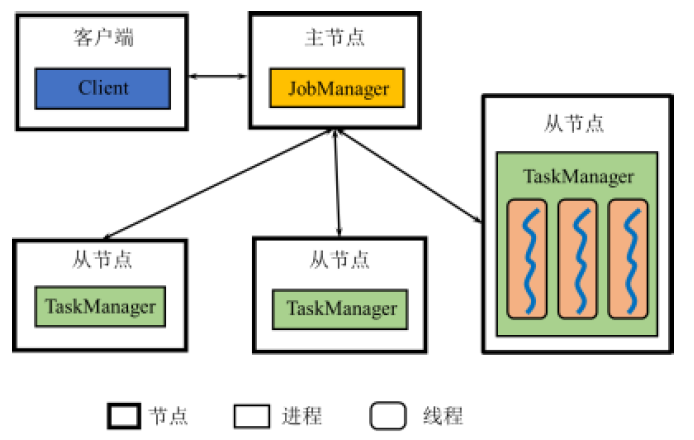 客户端
Client
主节点
JobManager
从节点
TaskManager
从节点
TaskManager
从节点
TaskManager
节点
进程
线程